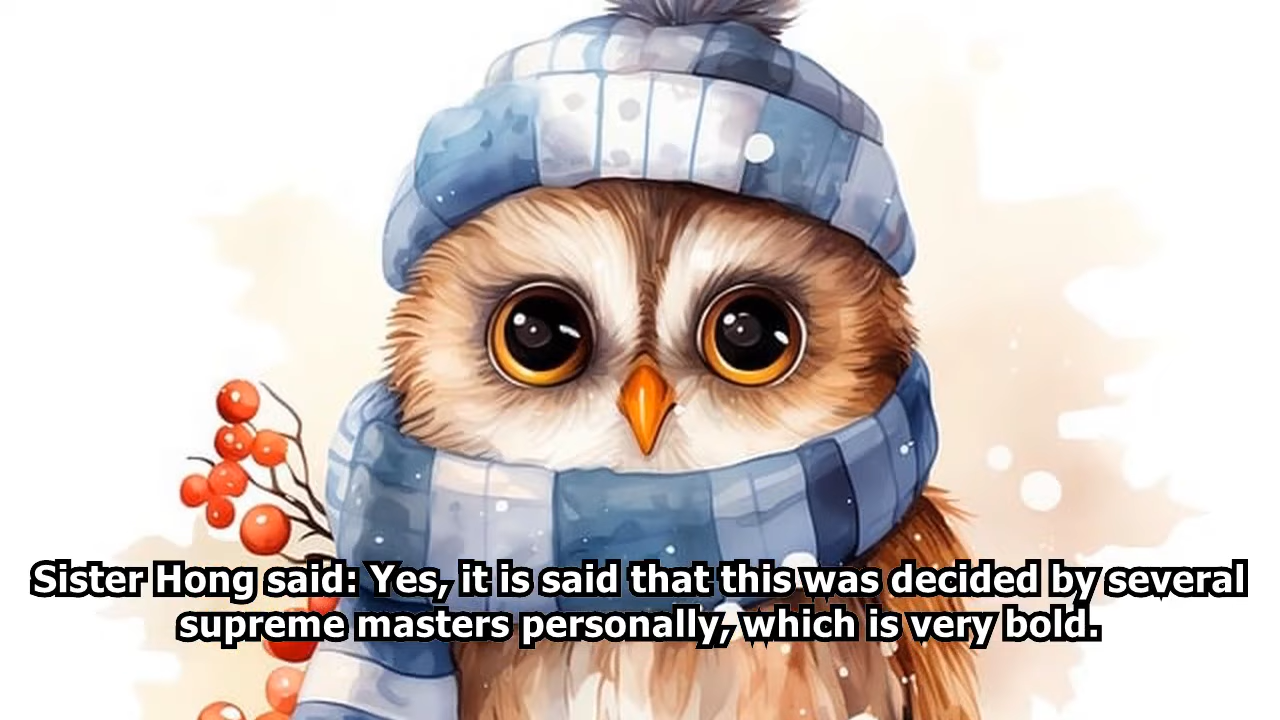 Sister Hong said: Yes, it is said that this was decided by several
supreme masters personally, which is very bold.